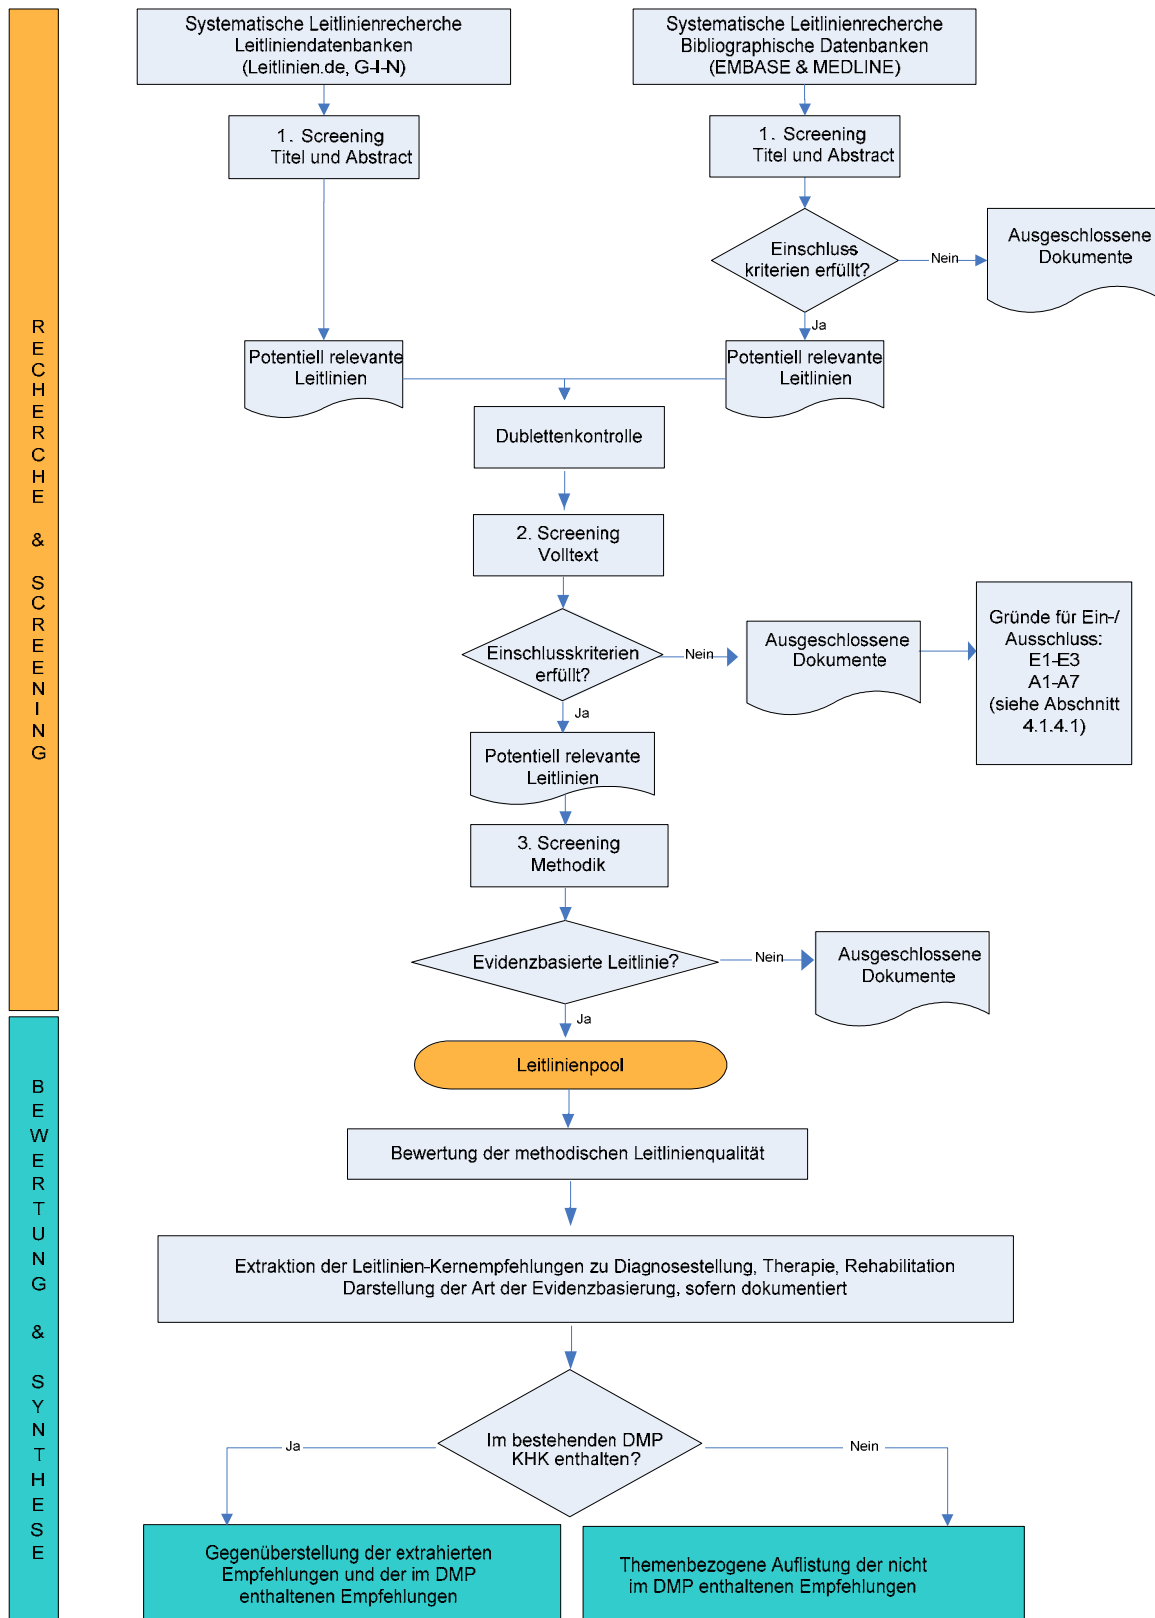 Systematische Leitlinienrecherche
Leitliniendatenbanken
(Leitlinien.de, G-I-N)
Systematische Leitlinienrecherche
Bibliographische Datenbanken
(EMBASE & MEDLINE)
1. Screening
Titel und Abstract
1. Screening
Titel und Abstract
Einschluss
kriterien erfüllt?
Nein
Ausgeschlossene
Dokumente
Ja
Potentiell relevante
Leitlinien
Potentiell relevante
Leitlinien
Dublettenkontrolle
2. Screening
Volltext
Einschlusskriterien
erfüllt?
Nein
Ausgeschlossene
Dokumente
Gründe für Ein-/
Ausschluss:
E1-E3
A1-A7
(siehe Abschnitt
4.1.4.1)
Ja
Potentiell relevante
Leitlinien
3. Screening
Methodik
Evidenzbasierte Leitlinie?
Nein
Ausgeschlossene
Dokumente
Ja
RECHERCHE & SCREENING
Leitlinienpool
Bewertung der methodischen Leitlinienqualität
Extraktion der Leitlinien-Kernempfehlungen zu Diagnosestellung, Therapie, Rehabilitation
Darstellung der Art der Evidenzbasierung, sofern dokumentiert
Im bestehenden DMP
KHK enthalten?
Ja
Nein
Gegenüberstellung der extrahierten
Empfehlungen und der im DMP
enthaltenen Empfehlungen
Themenbezogene Auflistung der nicht
im DMP enthaltenen Empfehlungen
BEWERTUNG & SYNTHESE